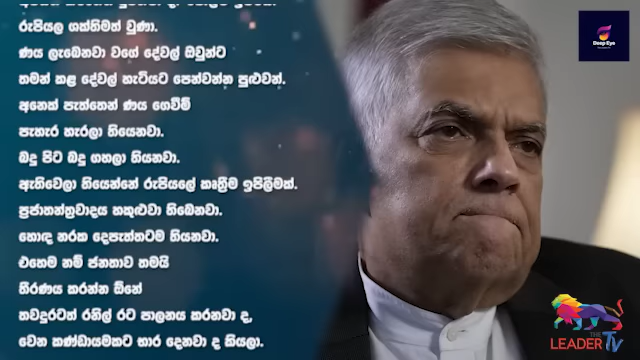 රුපියල ශක්තිමත් වුණා.
ණය ලැබෙනවා වගේ දේවල් ඔවුන්ට
තමන් කළ දේවල් හැටියට පෙන්වන්න පුළුවන්.
අනෙක් පැත්තෙන් ණය ගෙවීම්
පැහැර හැරලා තියෙනවා.
බදු පිට බදු ගහලා තියනවා.
ඇතිවෙලා තියෙන්නේ රුපියලේ කෘත්‍රීම ඉපිලීමක්.
ප්‍රජාතන්ත්‍රවාදය හකුළුවා තිබෙනවා.
හොඳ නරක දෙපැත්තටම තියනවා.
එහෙම නම් ජනතාව තමයි
තීරණය කරන්න ඕනේ
තවදුරටත් රනිල් රට පාලනය කරනවා ද,
වෙන කණ්ඩායමකට භාර දෙනවා ද කියලා.
Deep Eye
THE
LEADER TV